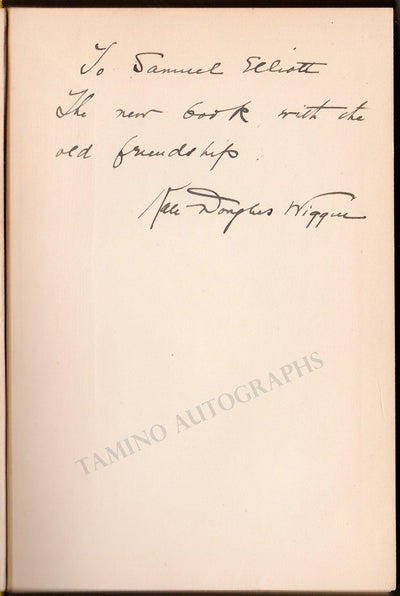 To Samuel Elliott
The new book with the
old friendship.
Kate Douglas Wiggin
TAMINO AUTOGRAPHS